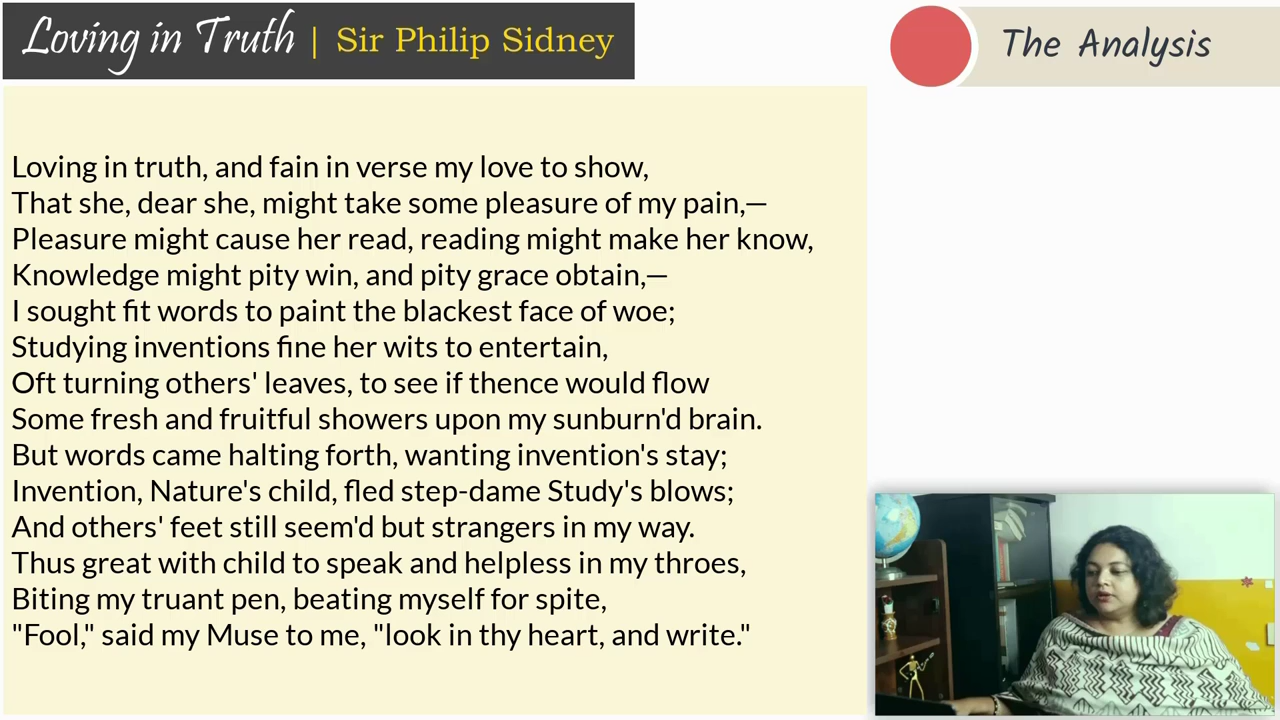 Loving in Truth | Sir Philip Sidney
The Analysis
Loving in truth, and fain in verse my love to show,
That she, dear she, might take some pleasure of my pain,—
Pleasure might cause her read, reading might make her know,
Knowledge might pity win, and pity grace obtain,—
I sought fit words to paint the blackest face of woe;
Studying inventions fine her wits to entertain,
Oft turning others' leaves, to see if thence would flow
Some fresh and fruitful showers upon my sunburn'd brain.
But words came halting forth, wanting invention's stay;
Invention, Nature's child, fled step-dame Study's blows;
And others' feet still seem'd but strangers in my way.
Thus great with child to speak and helpless in my throes,
Biting my truant pen, beating myself for spite,
"Fool," said my Muse to me, "look in thy heart, and write."